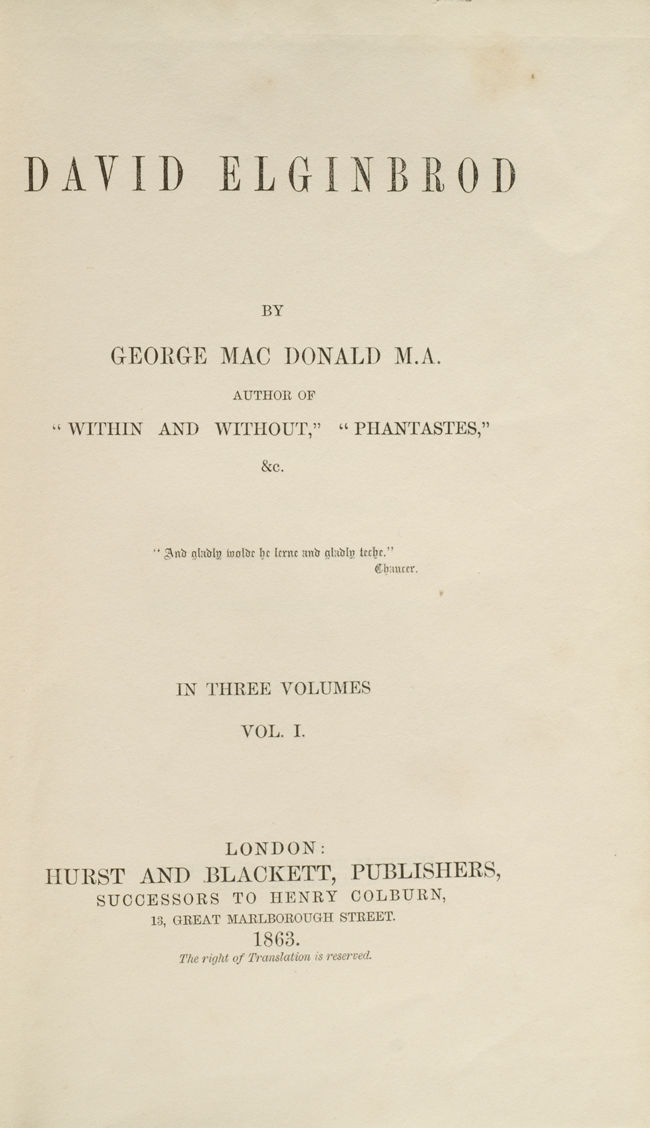 DAVID ELGINBROD
BY
GEORGE MAC DONALD M.A.
AUTHOR OF
“ WITHIN AND WITHOUT,” “ PHANTASTES,”
&c.
“ And gladly wolde he lerne and gladly teche.”
Chaucer.
IN THREE VOLUMES
VOL. I.
LONDON:
HURST AND BLACKETT, PUBLISHERS,
SUCCESSORS TO HENRY COLBURN,
13, GREAT MARLBOROUGH STREET.
1863.
The right of Translation is reserved.